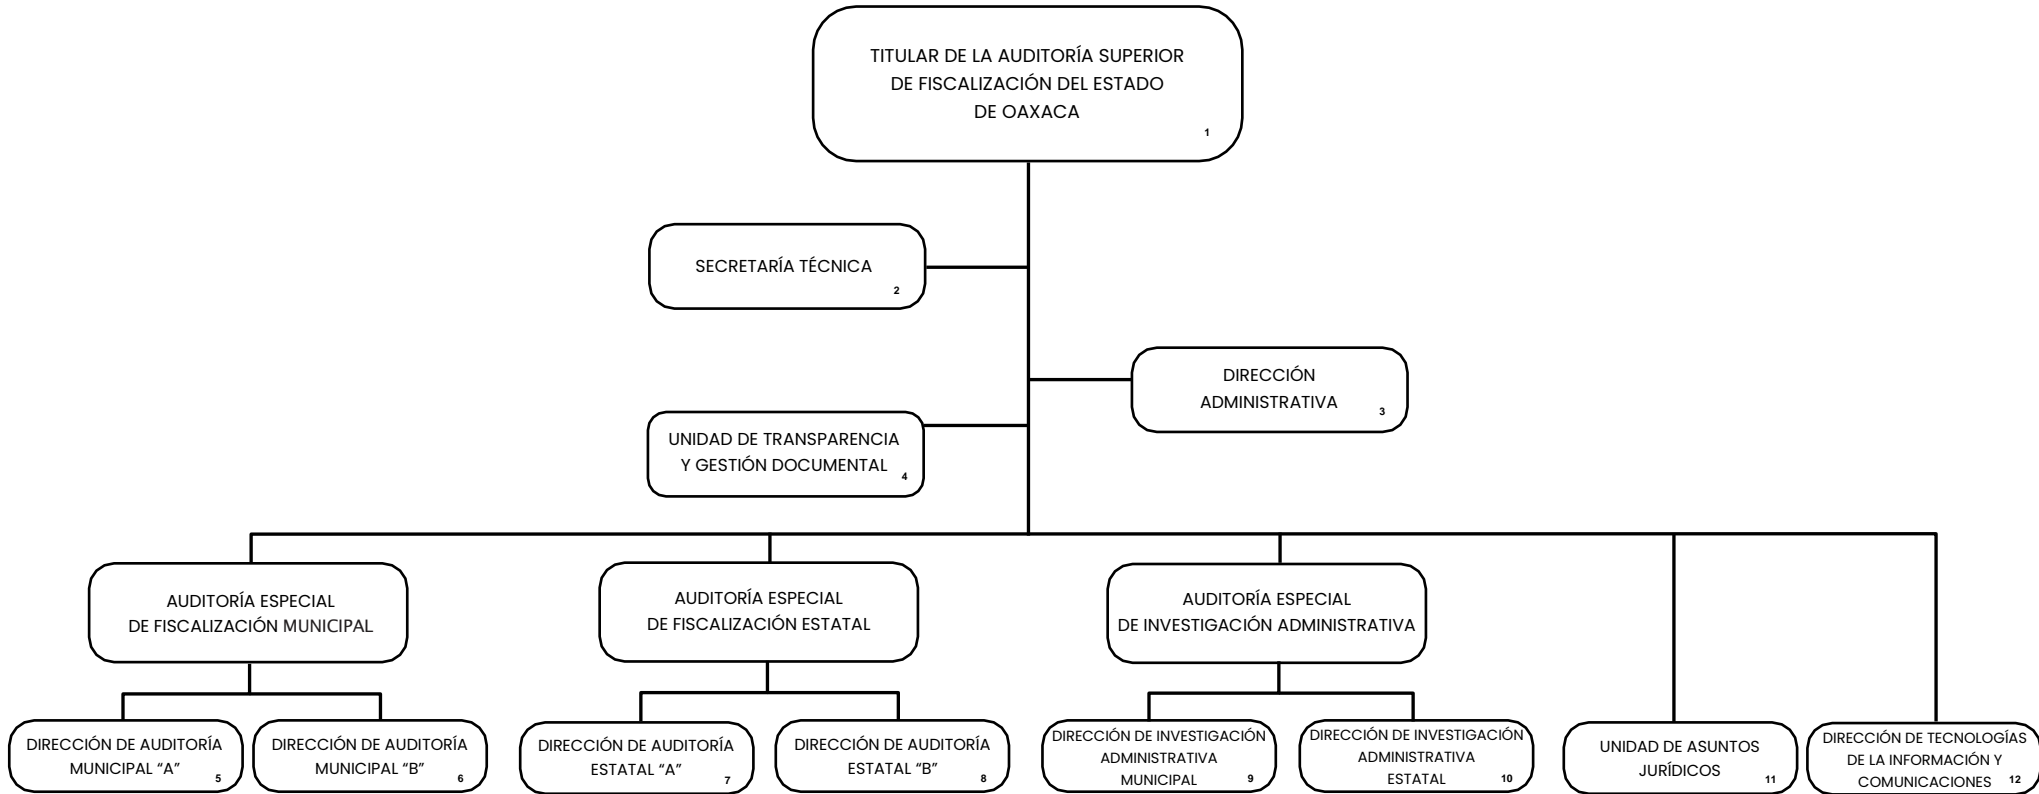 TITULAR DE LA AUDITORÍA SUPERIOR
DE FISCALIZACIÓN DEL ESTADO
DE OAXACA
1
SECRETARÍA TÉCNICA
2
DIRECCIÓN
ADMINISTRATIVA
3
UNIDAD DE TRANSPARENCIA
Y GESTIÓN DOCUMENTAL
4
AUDITORÍA ESPECIAL
DE FISCALIZACIÓN MUNICIPAL
AUDITORÍA ESPECIAL
DE FISCALIZACIÓN ESTATAL
AUDITORÍA ESPECIAL
DE INVESTIGACIÓN ADMINISTRATIVA
DIRECCIÓN DE AUDITORÍA
MUNICIPAL “A”
5
DIRECCIÓN DE AUDITORÍA
MUNICIPAL “B”
6
DIRECCIÓN DE AUDITORÍA
ESTATAL “A”
7
DIRECCIÓN DE AUDITORÍA
ESTATAL “B”
8
DIRECCIÓN DE INVESTIGACIÓN
ADMINISTRATIVA
MUNICIPAL
9
DIRECCIÓN DE INVESTIGACIÓN
ADMINISTRATIVA
ESTATAL
10
UNIDAD DE ASUNTOS
JURÍDICOS
11
DIRECCIÓN DE TECNOLOGÍAS
DE LA INFORMACIÓN Y
COMUNICACIONES
12